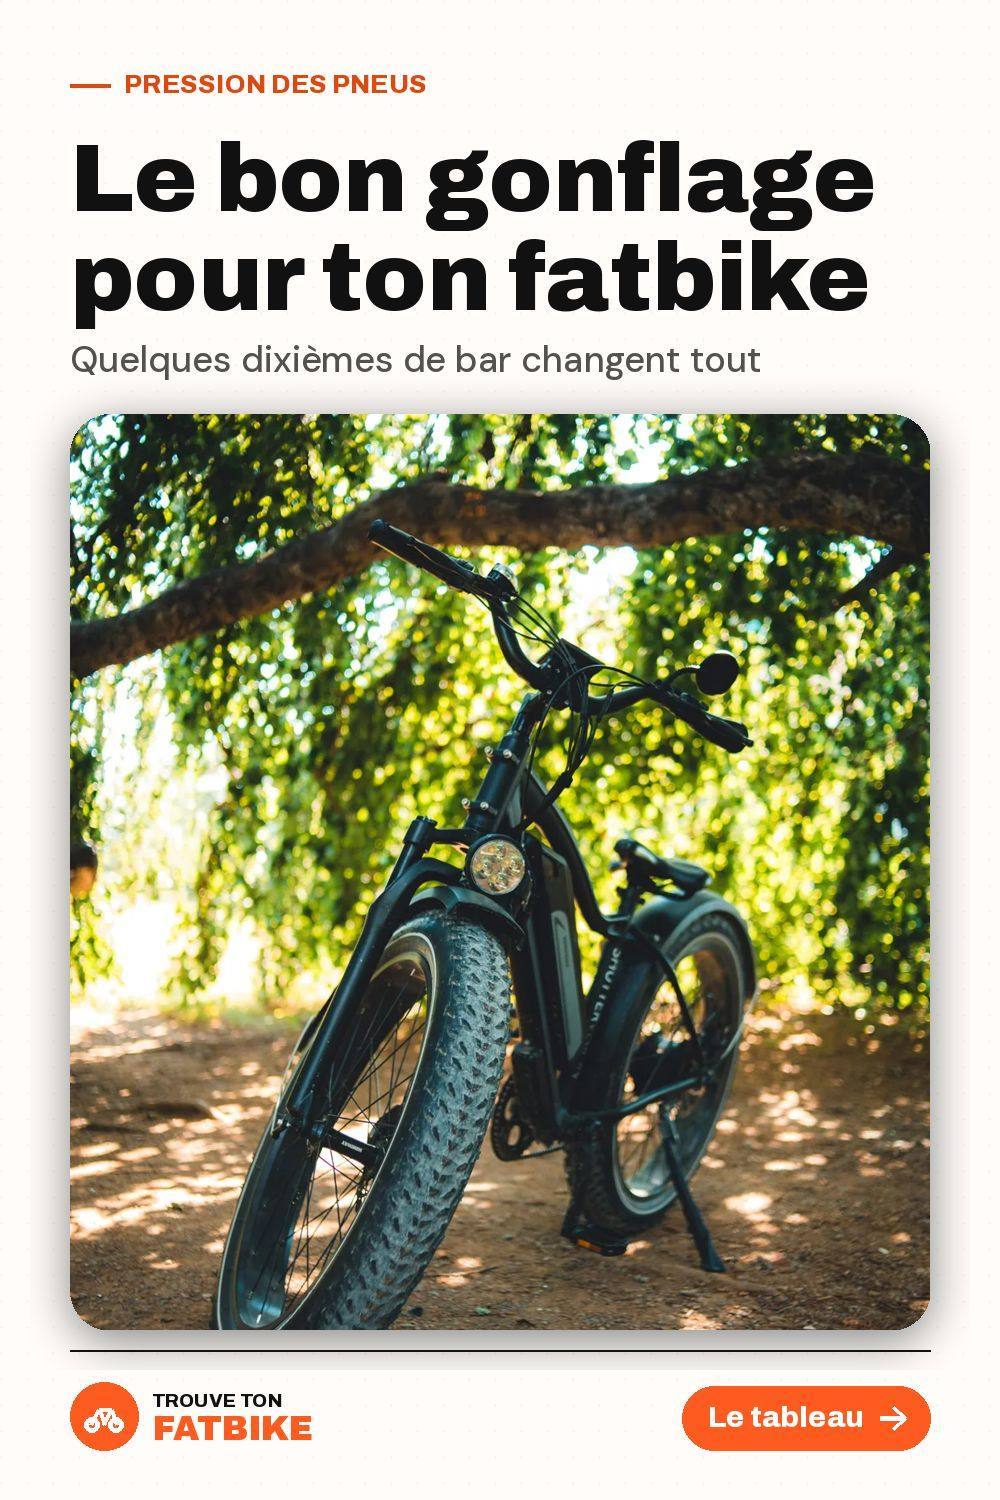 PRESSION DES PNEUS
Le bon gonflage
pour ton fatbike
Quelques dixièmes de bar changent tout
TROUVE TON
FATBIKE
Le tableau